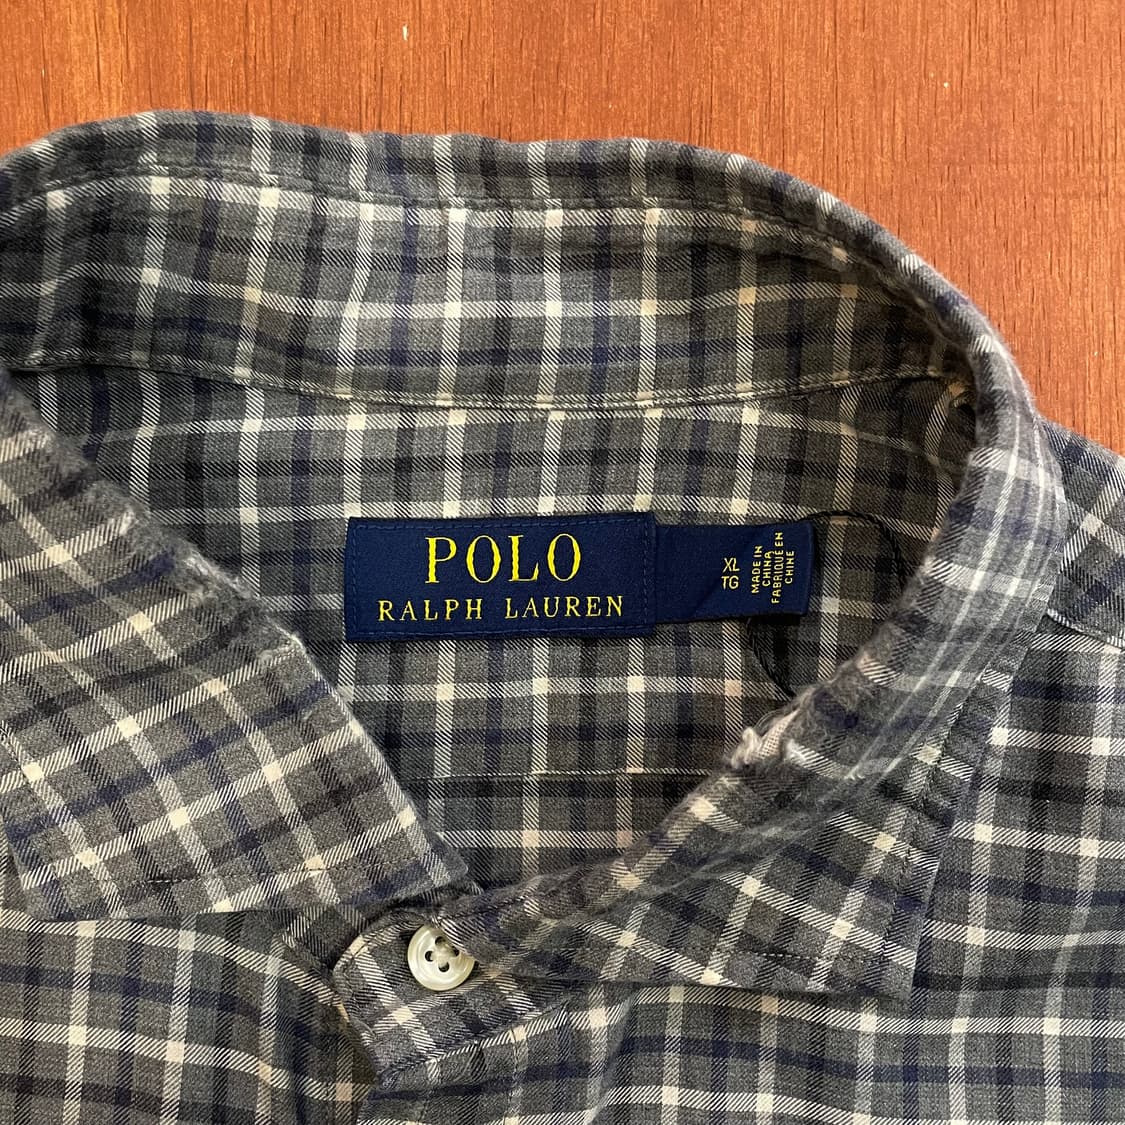 POLO
RALPH LAUREN
XL
TG
MADE IN
CHINA
FABRIQUÉ EN
CHINE